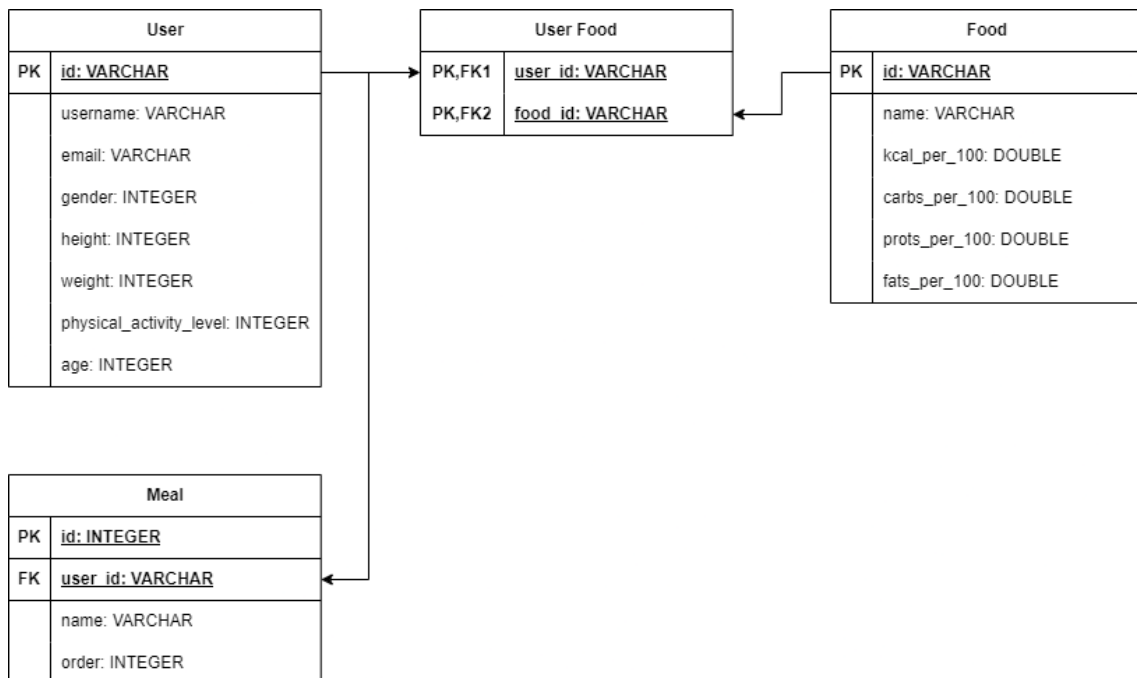 User
PK id: VARCHAR
username: VARCHAR
email: VARCHAR
gender: INTEGER
height: INTEGER
weight: INTEGER
physical_activity_level: INTEGER
age: INTEGER
User Food
PK,FK1 user_id: VARCHAR
PK,FK2 food_id: VARCHAR
Food
PK id: VARCHAR
name: VARCHAR
kcal_per_100: DOUBLE
carbs_per_100: DOUBLE
prots_per_100: DOUBLE
fats_per_100: DOUBLE
Meal
PK id: INTEGER
FK user_id: VARCHAR
name: VARCHAR
order: INTEGER